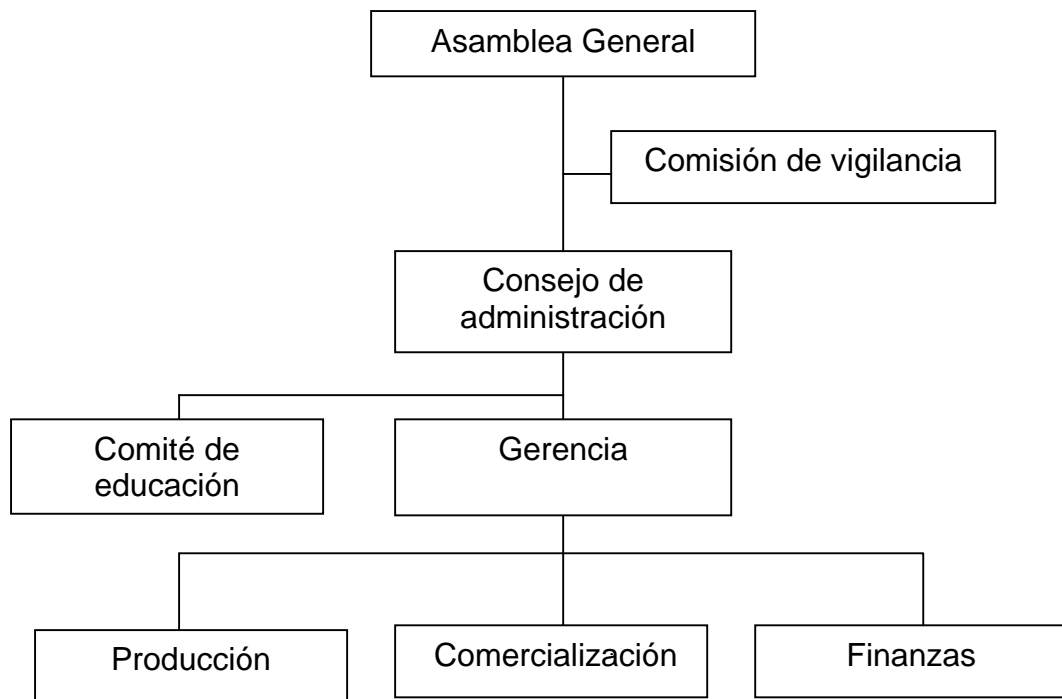 Asamblea General
Comisión de vigilancia
Consejo de
administración
Comité de
educación
Gerencia
Producción
Comercialización
Finanzas